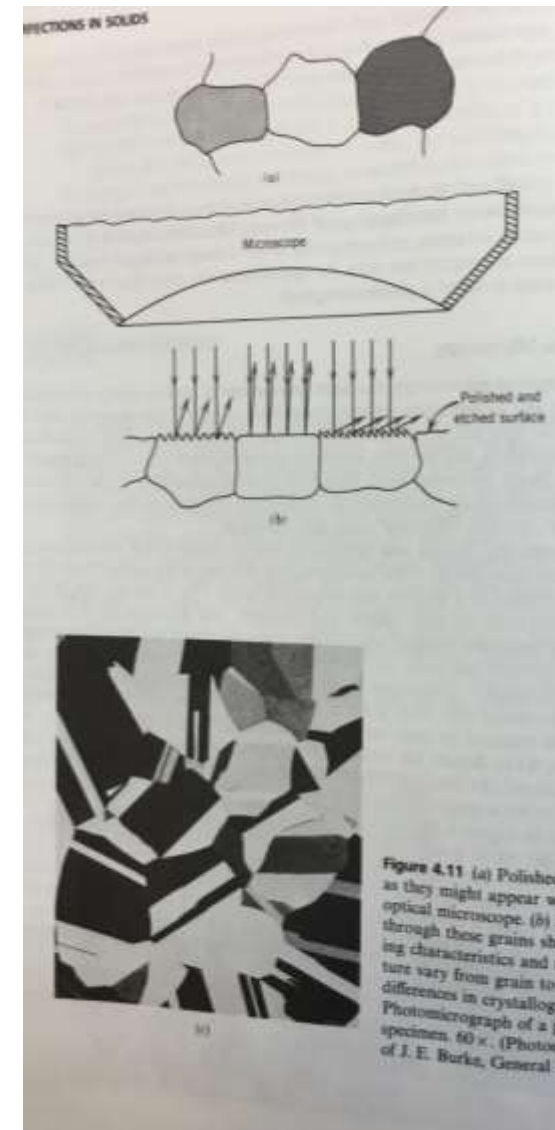 FECTIONS IN SOLIDS
(a)
Microscope
Polished and
etched surface
(b)
(c)
Figure 4.11 (a) Polished
as they might appear
optical microscope. (b)
through these grains
ing characteristics and
ture vary from grain to
differences in crystallog
Photomicrograph of a
specimen. 60×. (Photo
of J. E. Burke, General